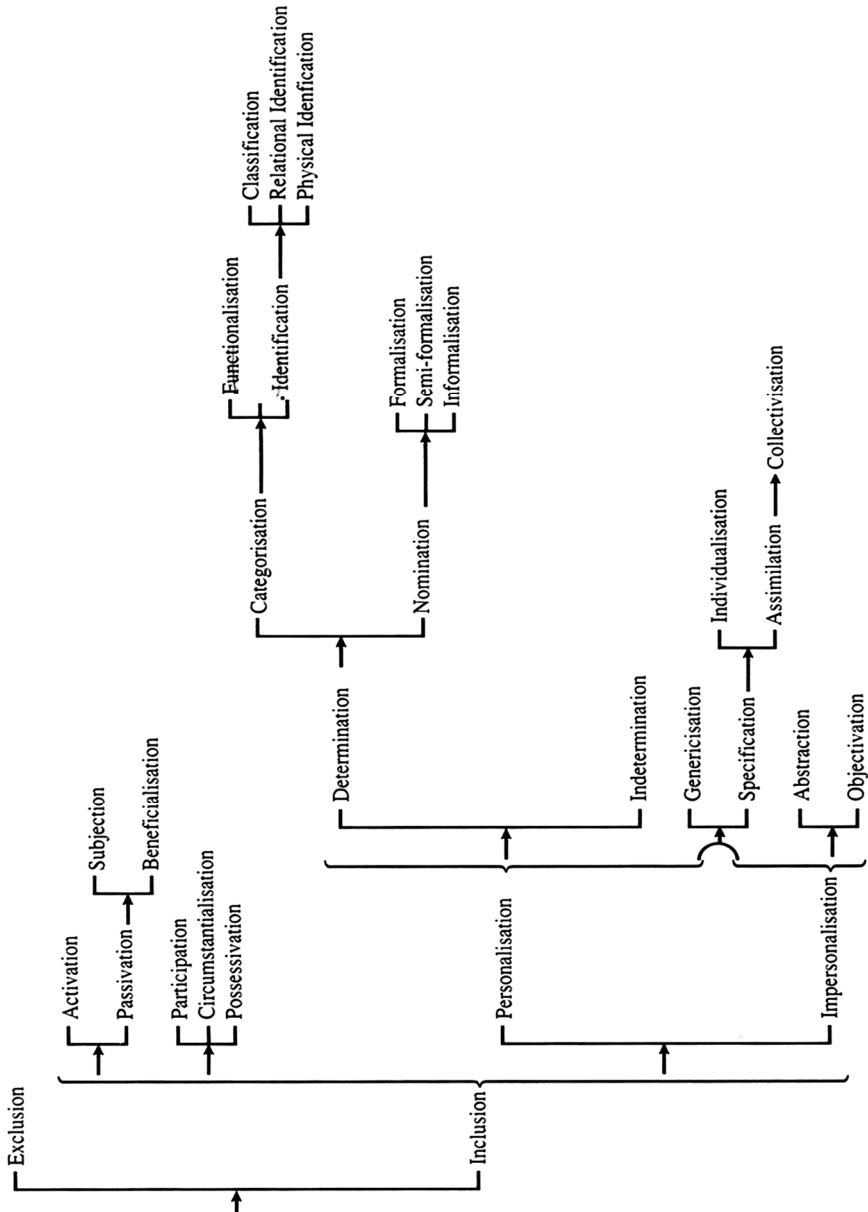 Exclusion
Inclusion
Activation
Passivation
Subjection
Beneficialisation
Participation
Circumstantialisation
Possessivation
Personalisation
Impersonalisation
Determination
Indetermination
Categorisation
Functionalisation
Identification
Classification
Relational Identification
Physical Idenfication
Nomination
Formalisation
Semi-formalisation
Informalisation
Genericisation
Specification
Individualisation
Assimilation
Collectivisation
Abstraction
Objectivation